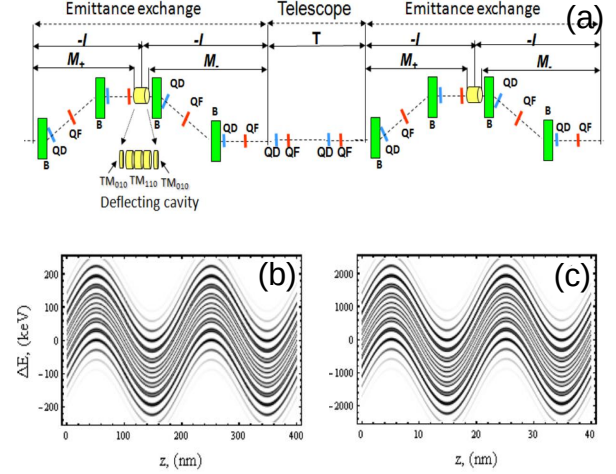 Emittance exchange Telescope Emittance exchange (a)
-I -I T -I -I
M+ M- M+ M-
QD QF B B QD QF B QD QF QD QF QD QF QD QF B B QD QF B QD QF
TM010 TM110 TM010
Deflecting cavity
(b) (c)
ΔE, (keV)
200 100 0 -100 -200
0 100 200 300 400
z, (nm)
2000 1000 0 -1000 -2000
0 10 20 30 40
z, (nm)